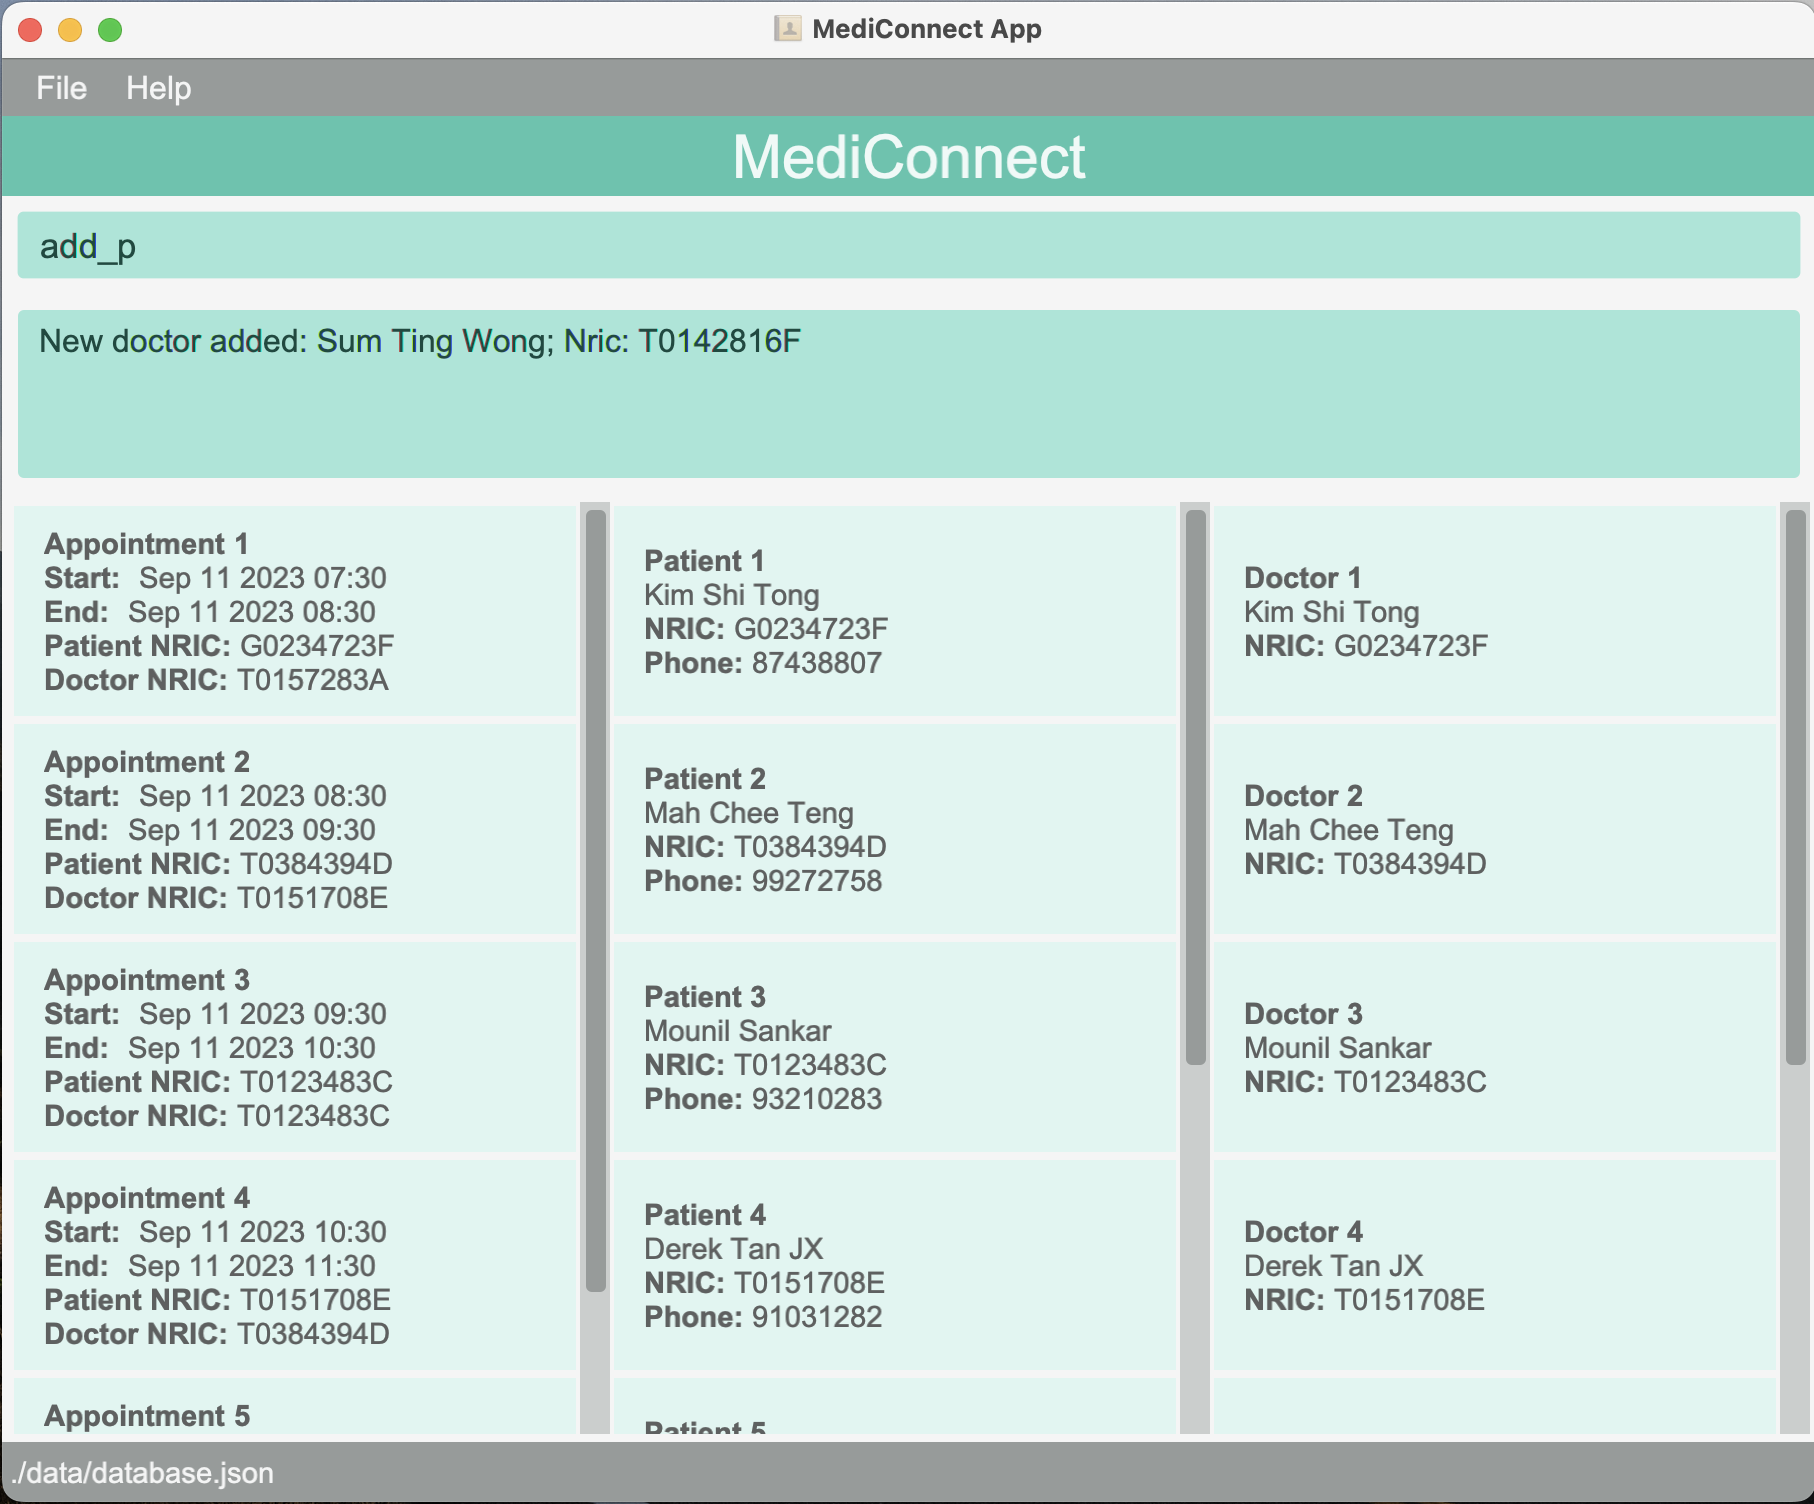 MediConnect App
File Help
MediConnect
add_p
New doctor added: Sum Ting Wong; Nric: T0142816F
Appointment 1
Start: Sep 11 2023 07:30
End: Sep 11 2023 08:30
Patient NRIC: G0234723F
Doctor NRIC: T0157283A
Appointment 2
Start: Sep 11 2023 08:30
End: Sep 11 2023 09:30
Patient NRIC: T0384394D
Doctor NRIC: T0151708E
Appointment 3
Start: Sep 11 2023 09:30
End: Sep 11 2023 10:30
Patient NRIC: T0123483C
Doctor NRIC: T0123483C
Appointment 4
Start: Sep 11 2023 10:30
End: Sep 11 2023 11:30
Patient NRIC: T0151708E
Doctor NRIC: T0384394D
Appointment 5
Patient 1
Kim Shi Tong
NRIC: G0234723F
Phone: 87438807
Patient 2
Mah Chee Teng
NRIC: T0384394D
Phone: 99272758
Patient 3
Mounil Sankar
NRIC: T0123483C
Phone: 93210283
Patient 4
Derek Tan JX
NRIC: T0151708E
Phone: 91031282
Patient 5
Doctor 1
Kim Shi Tong
NRIC: G0234723F
Doctor 2
Mah Chee Teng
NRIC: T0384394D
Doctor 3
Mounil Sankar
NRIC: T0123483C
Doctor 4
Derek Tan JX
NRIC: T0151708E
./data/database.json